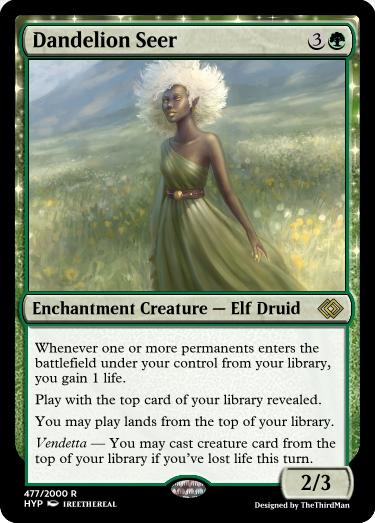 Dandelion Seer 3
Enchantment Creature — Elf Druid
Whenever one or more permanents enters the
battlefield under your control from your library,
you gain 1 life.
Play with the top card of your library revealed.
You may play lands from the top of your library.
Vendetta — You may cast creature card from the
top of your library if you've lost life this turn.
2/3
477/2000 R
HYP IREETHEREAL
Designed by TheThirdMan